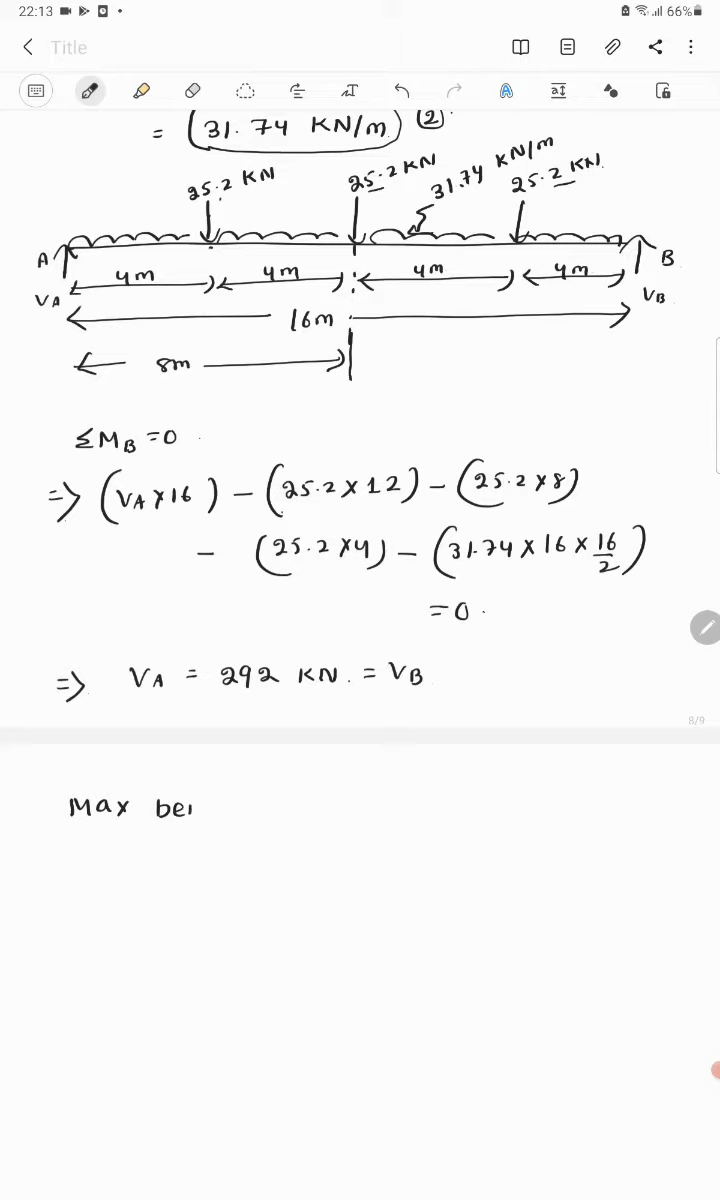 22:13 66%
Title
= (31.74 KN/m) (2).
25.2 KN 25.2 KN 31.74 KN/m 25.2 KN
A B
4m 4m 4m 4m
VA VB
16m
8m
ΣMB = 0
=> (VA × 16) - (25.2 × 12) - (25.2 × 8)
- (25.2 × 4) - (31.74 × 16 × 16/2)
= 0.
=> VA = 292 KN. = VB
8/9
Max